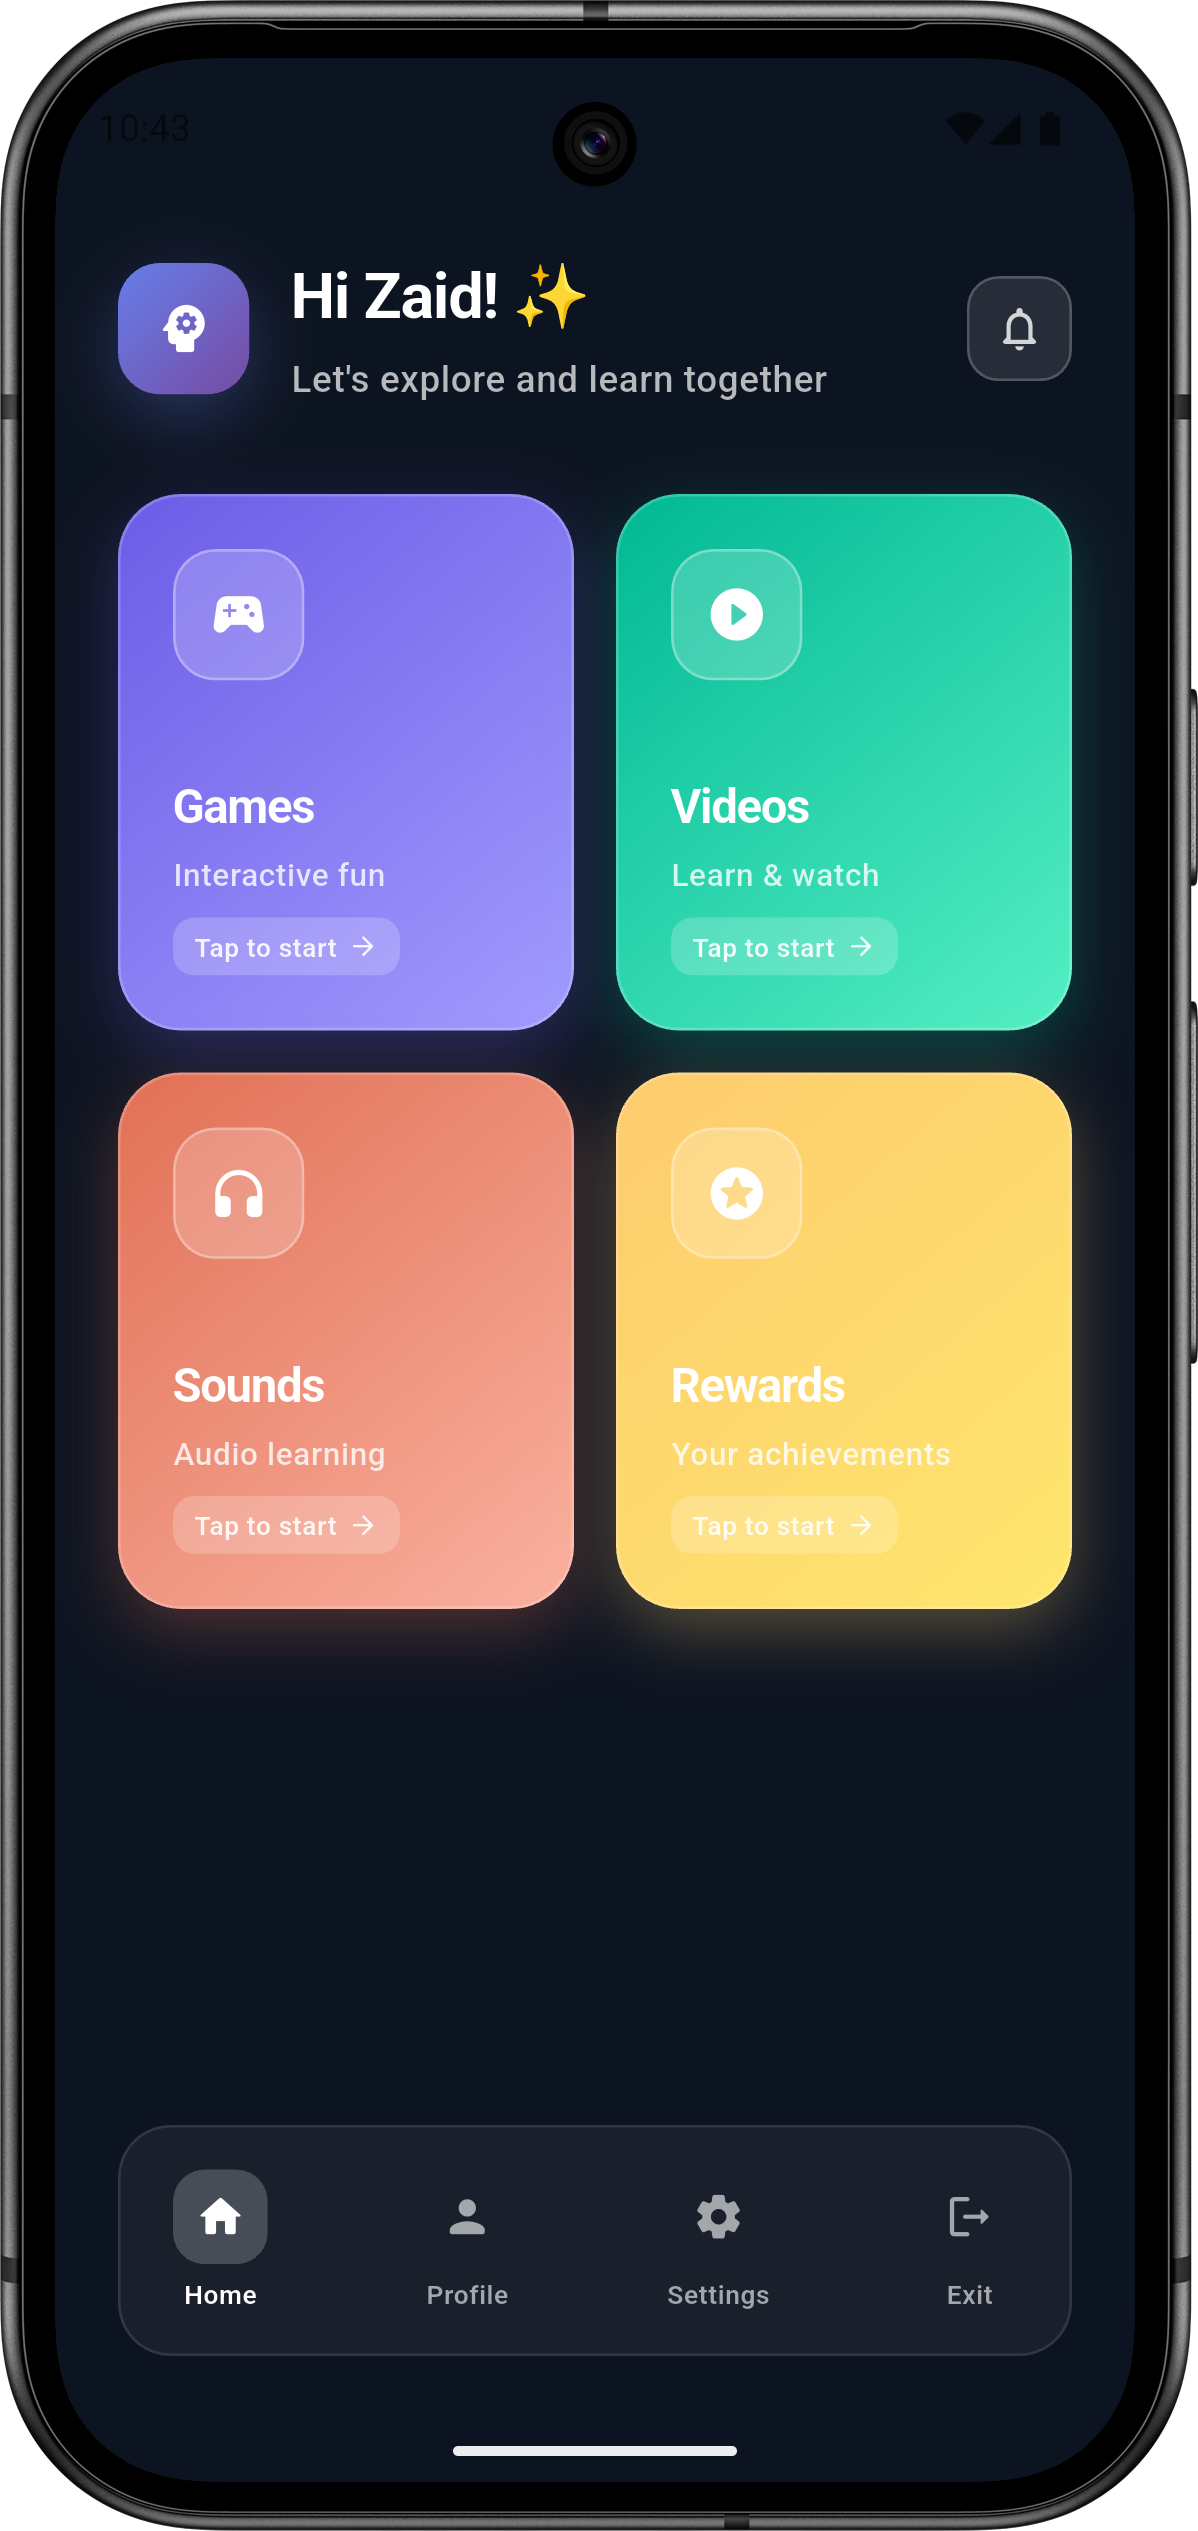 10:43
Hi Zaid! ✨
Let's explore and learn together
Games
Interactive fun
Tap to start →
Videos
Learn & watch
Tap to start →
Sounds
Audio learning
Tap to start →
Rewards
Your achievements
Tap to start →
Home
Profile
Settings
Exit